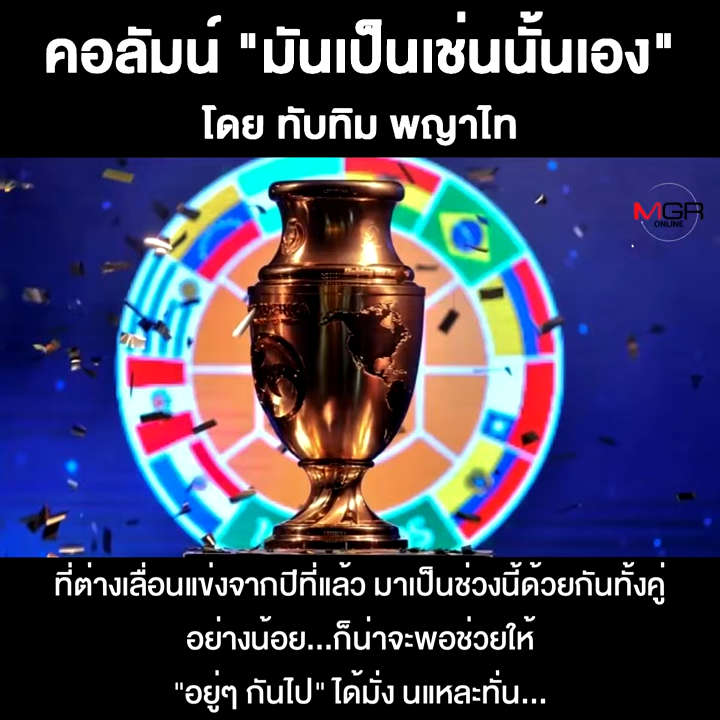 คอลัมน์ "มันเป็นเช่นนั้นเอง"
โดย ทับทิม พญาไท
MGR
ONLINE
ที่ต่างเลื่อนแข่งจากปีที่แล้ว มาเป็นช่วงนี้ด้วยกันทั้งคู่
อย่างน้อย...ก็น่าจะพอช่วยให้
"อยู่ๆ กันไป" ได้มั่ง นแหละทั่น...